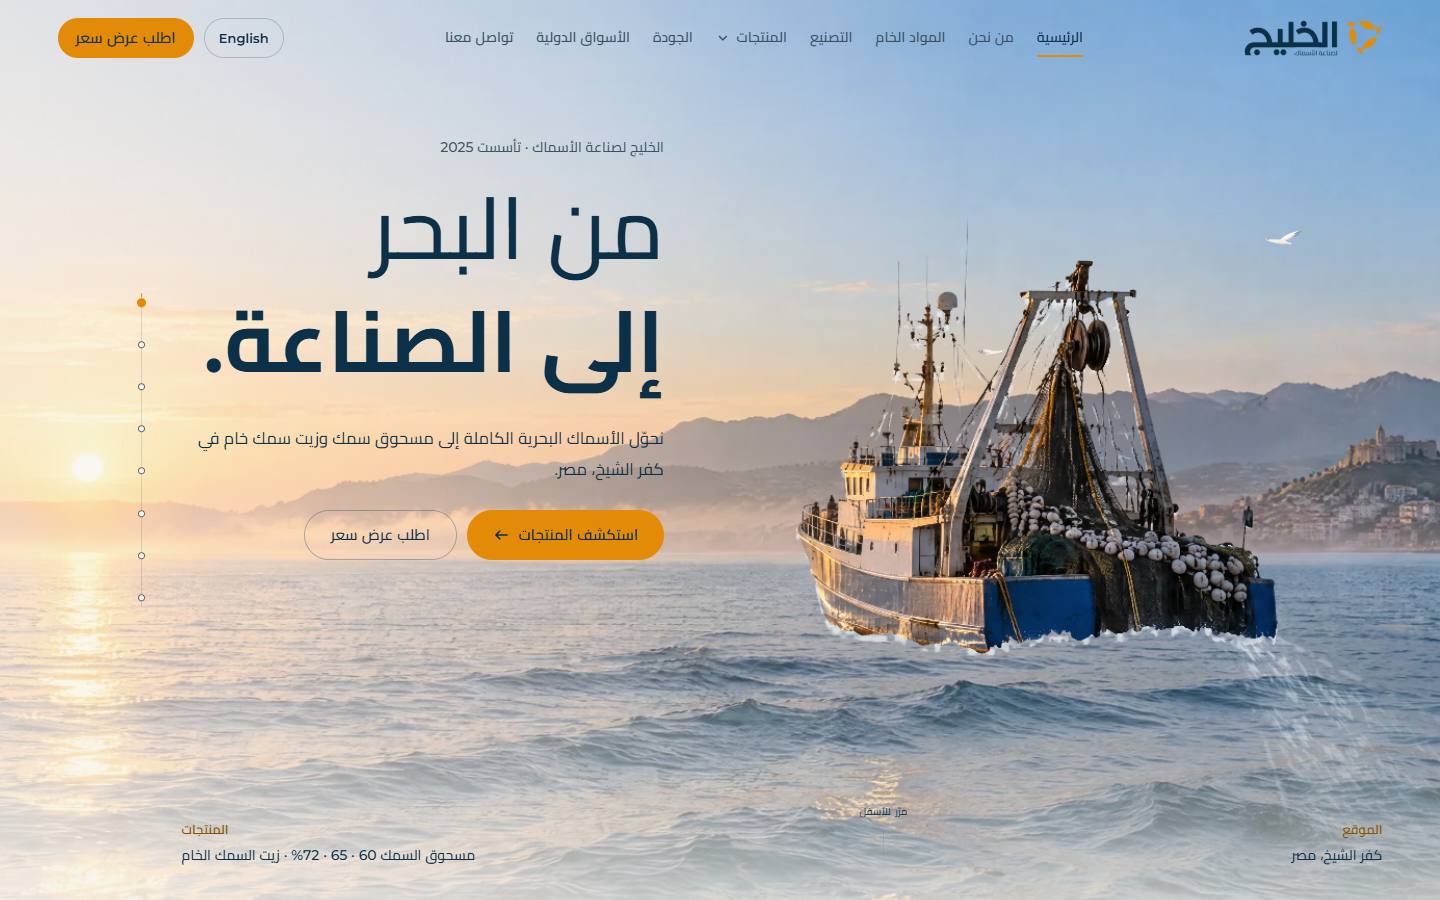 الخليج
لصناعة الأسماك
الرئيسية
من نحن
المواد الخام
التصنيع
المنتجات
الجودة
الأسواق الدولية
تواصل معنا
English
اطلب عرض سعر
الخليج لصناعة الأسماك · تأسست 2025
من البحر
إلى الصناعة.
نحوّل الأسماك البحرية الكاملة إلى مسحوق سمك وزيت سمك خام في
كفر الشيخ، مصر.
استكشف المنتجات ←
اطلب عرض سعر
مرّر للأسفل
الموقع
كفر الشيخ، مصر
المنتجات
مسحوق السمك 60 · 65 · 72% · زيت السمك الخام